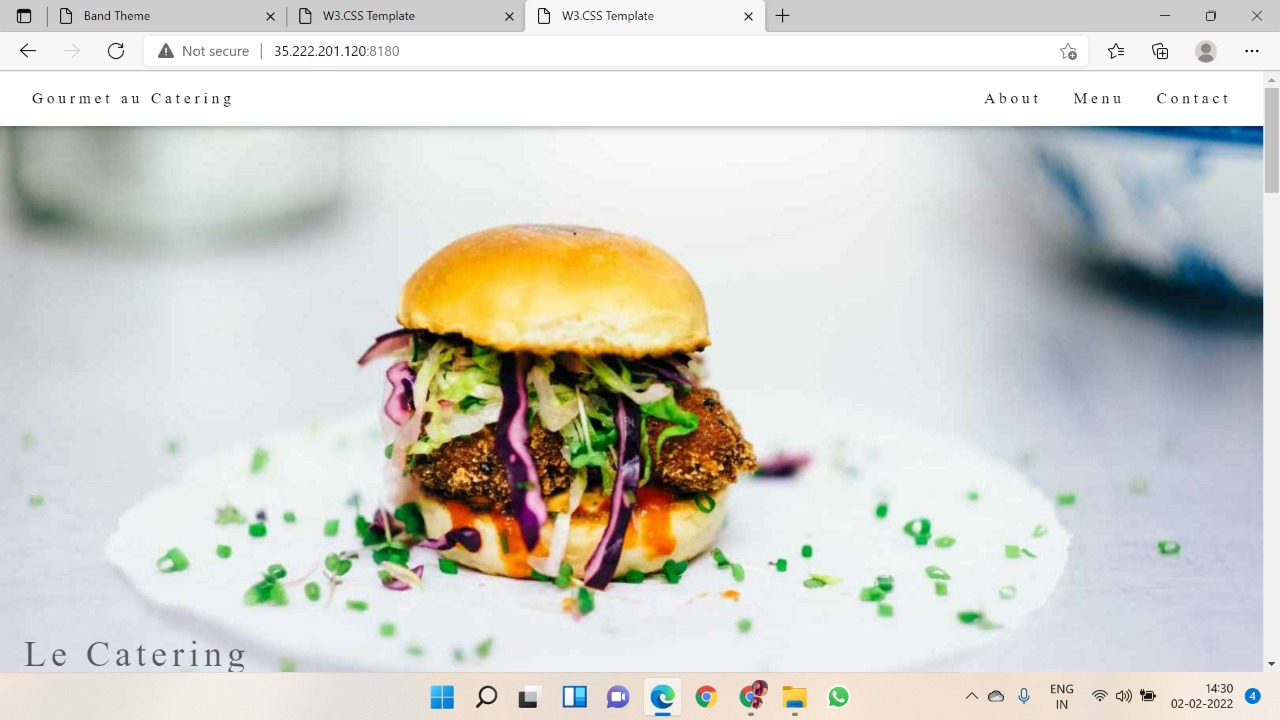 Band Theme
W3.CSS Template
W3.CSS Template
Not secure
35.222.201.120:8180
Gourmet au Catering
About Menu Contact
Le Catering
ENG
IN
14:30
02-02-2022
4